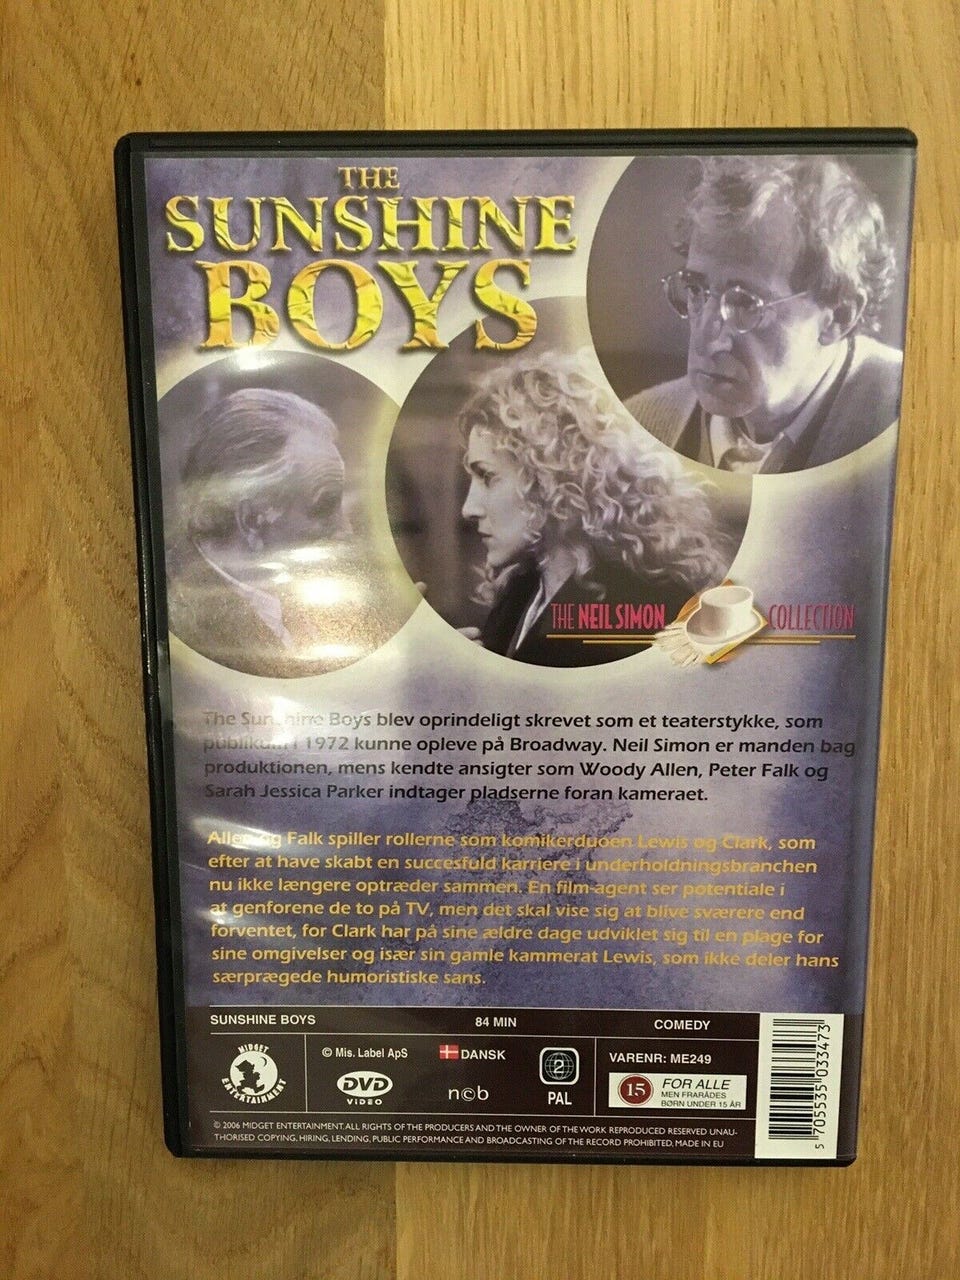 THE
SUNSHINE
BOYS
THE NEIL SIMON COLLECTION
The Sunshine Boys blev oprindeligt skrevet som et teaterstykke, som
publikum i 1972 kunne opleve på Broadway. Neil Simon er manden bag
produktionen, mens kendte ansigter som Woody Allen, Peter Falk og
Sarah Jessica Parker indtager pladserne foran kameraet.
Allen og Falk spiller rollerne som komikerduoen Lewis og Clark, som
efter at have skabt en succesfuld karriere i underholdningsbranchen
nu ikke længere optræder sammen. En film-agent ser potentiale i
at genforene de to på TV, men det skal vise sig at blive sværere end
forventet, for Clark har på sine ældre dage udviklet sig til en plage for
sine omgivelser og især sin gamle kammerat Lewis, som ikke deler hans
særprægede humoristiske sans.
SUNSHINE BOYS 84 MIN COMEDY
MIDGET ENTERTAINMENT
© Mis. Label ApS
DVD
VIDEO
DANSK
ncb
2
PAL
VARENR: ME249
15 FOR ALLE
MEN FRARÅDES
BØRN UNDER 15 ÅR
5 705535 033473
© 2006 MIDGET ENTERTAINMENT. ALL RIGHTS OF THE PRODUCERS AND THE OWNER OF THE WORK REPRODUCED RESERVED UNAU-
THORISED COPYING, HIRING, LENDING, PUBLIC PERFORMANCE AND BROADCASTING OF THE RECORD PROHIBITED. MADE IN EU